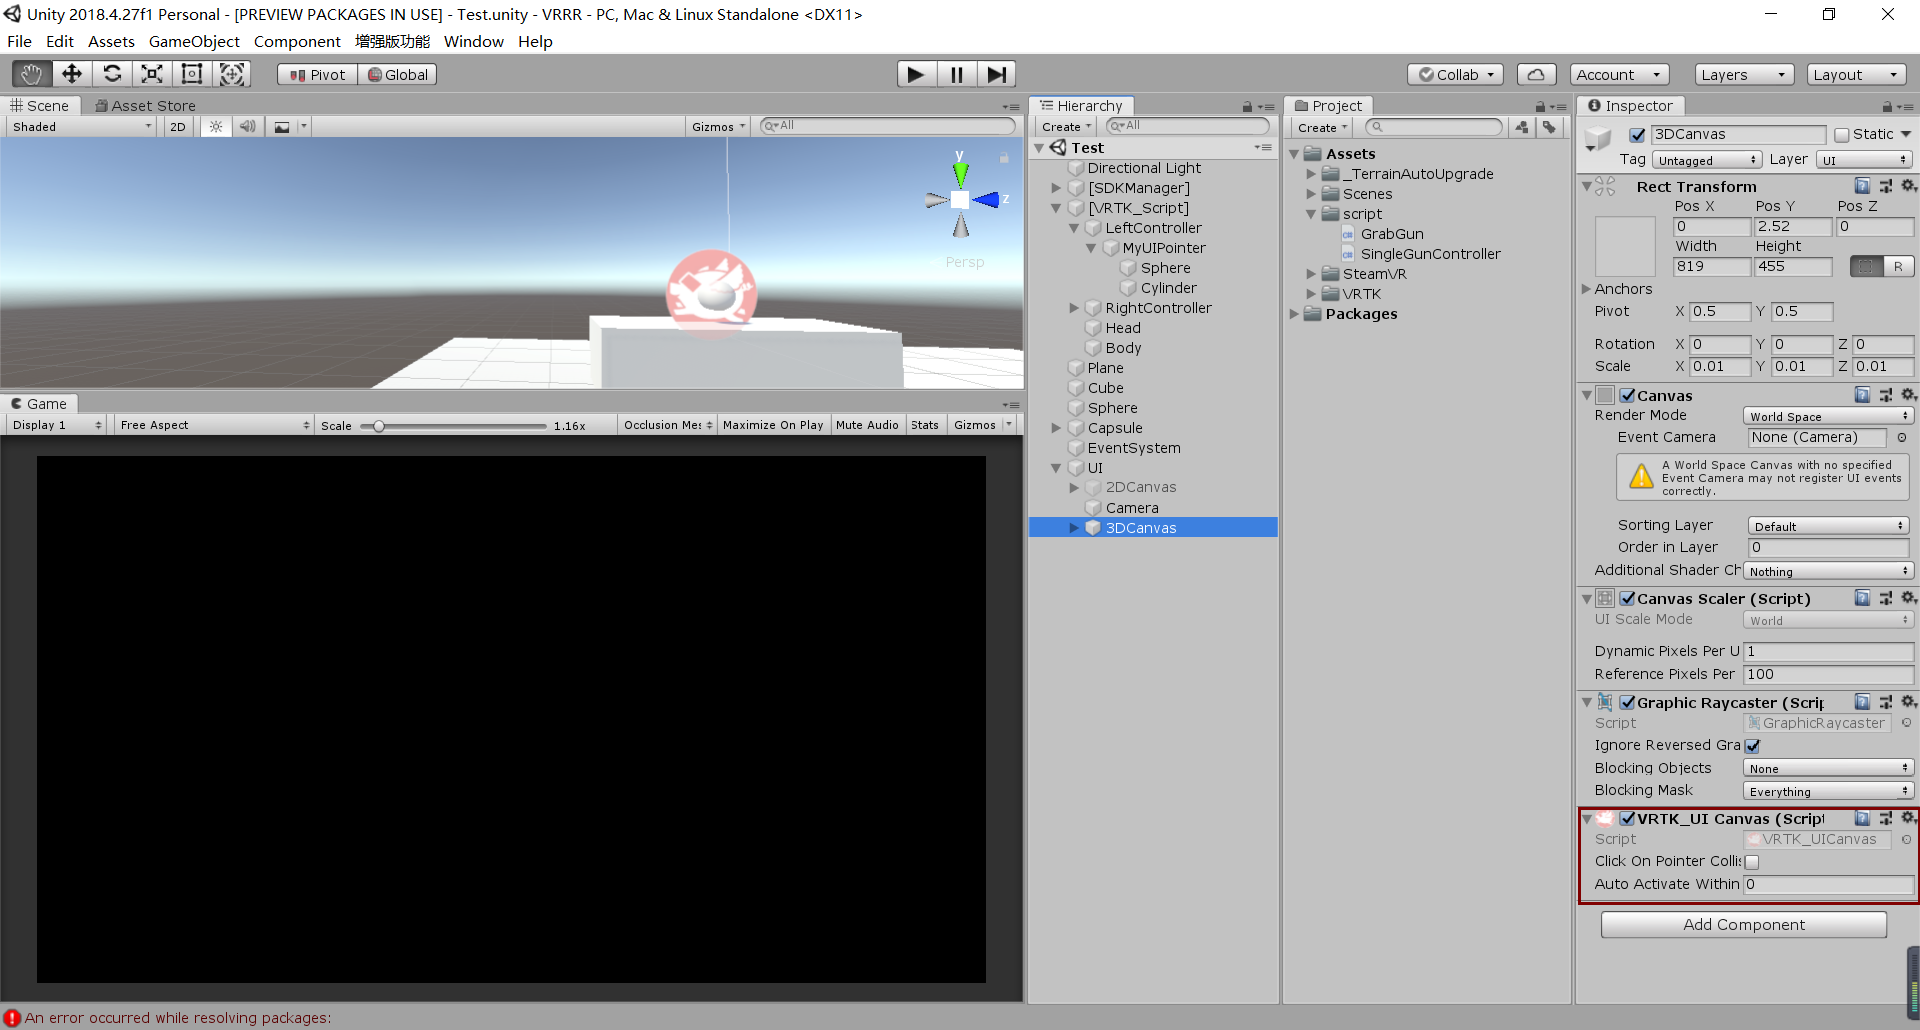 Unity 2018.4.27f1 Personal - [PREVIEW PACKAGES IN USE] - Test.unity - VRRR - PC, Mac & Linux Standalone <DX11>
File Edit Assets GameObject Component 增强版功能 Window Help
Pivot Global Collab Account Layers Layout
Scene Asset Store
Shaded 2D Gizmos All
y
z
Persp
Game
Display 1 Free Aspect Scale 1.16x Occlusion Mes Maximize On Play Mute Audio Stats Gizmos
Hierarchy
Create All
Test
Directional Light
[SDKManager]
[VRTK_Script]
LeftController
MyUIPointer
Sphere
Cylinder
RightController
Head
Body
Plane
Cube
Sphere
Capsule
EventSystem
UI
2DCanvas
Camera
3DCanvas
Project
Create
Assets
_TerrainAutoUpgrade
Scenes
script
GrabGun
SingleGunController
SteamVR
VRTK
Packages
Inspector
3DCanvas Static
Tag Untagged Layer UI
Rect Transform
Pos X Pos Y Pos Z
0 2.52 0
Width Height
819 455 R
Anchors
Pivot X 0.5 Y 0.5
Rotation X 0 Y 0 Z 0
Scale X 0.01 Y 0.01 Z 0.01
Canvas
Render Mode World Space
Event Camera None (Camera)
A World Space Canvas with no specified
Event Camera may not register UI events
correctly.
Sorting Layer Default
Order in Layer 0
Additional Shader Ch Nothing
Canvas Scaler (Script)
UI Scale Mode World
Dynamic Pixels Per U 1
Reference Pixels Per 100
Graphic Raycaster (Scrip
Script GraphicRaycaster
Ignore Reversed Gra
Blocking Objects None
Blocking Mask Everything
VRTK_UI Canvas (Script
Script VRTK_UICanvas
Click On Pointer Collis
Auto Activate Within 0
Add Component
An error occurred while resolving packages: